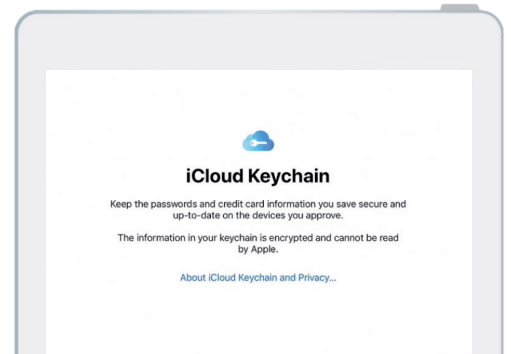 iCloud Keychain
Keep the passwords and credit card information you save secure and
up-to-date on the devices you approve.
The information in your keychain is encrypted and cannot be read
by Apple.
About iCloud Keychain and Privacy...